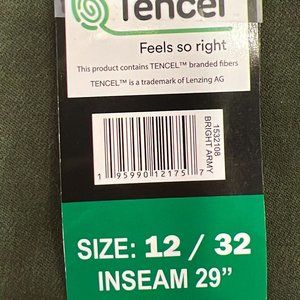 Tencel
Feels so right
This product contains TENCEL™ branded fibers
TENCEL™ is a trademark of Lenzing AG
1532108
BRIGHT ARMY
1 95990 12175 7
SIZE: 12 / 32
INSEAM 29”